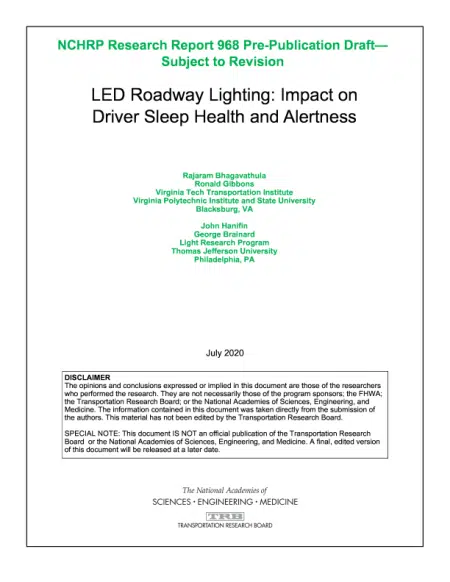 NCHRP Research Report 968 Pre-Publication Draft—
Subject to Revision
LED Roadway Lighting: Impact on
Driver Sleep Health and Alertness
Rajaram Bhagavathula
Ronald Gibbons
Virginia Tech Transportation Institute
Virginia Polytechnic Institute and State University
Blacksburg, VA
John Hanifin
George Brainard
Light Research Program
Thomas Jefferson University
Philadelphia, PA
July 2020
DISCLAIMER
The opinions and conclusions expressed or implied in this document are those of the researchers
who performed the research. They are not necessarily those of the program sponsors; the FHWA;
the Transportation Research Board; or the National Academies of Sciences, Engineering, and
Medicine. The information contained in this document was taken directly from the submission of
the authors. This material has not been edited by the Transportation Research Board.
SPECIAL NOTE: This document IS NOT an official publication of the Transportation Research
Board or the National Academies of Sciences, Engineering, and Medicine. A final, edited version
of this document will be released at a later date.
The National Academies of
SCIENCES • ENGINEERING • MEDICINE
TRB
TRANSPORTATION RESEARCH BOARD